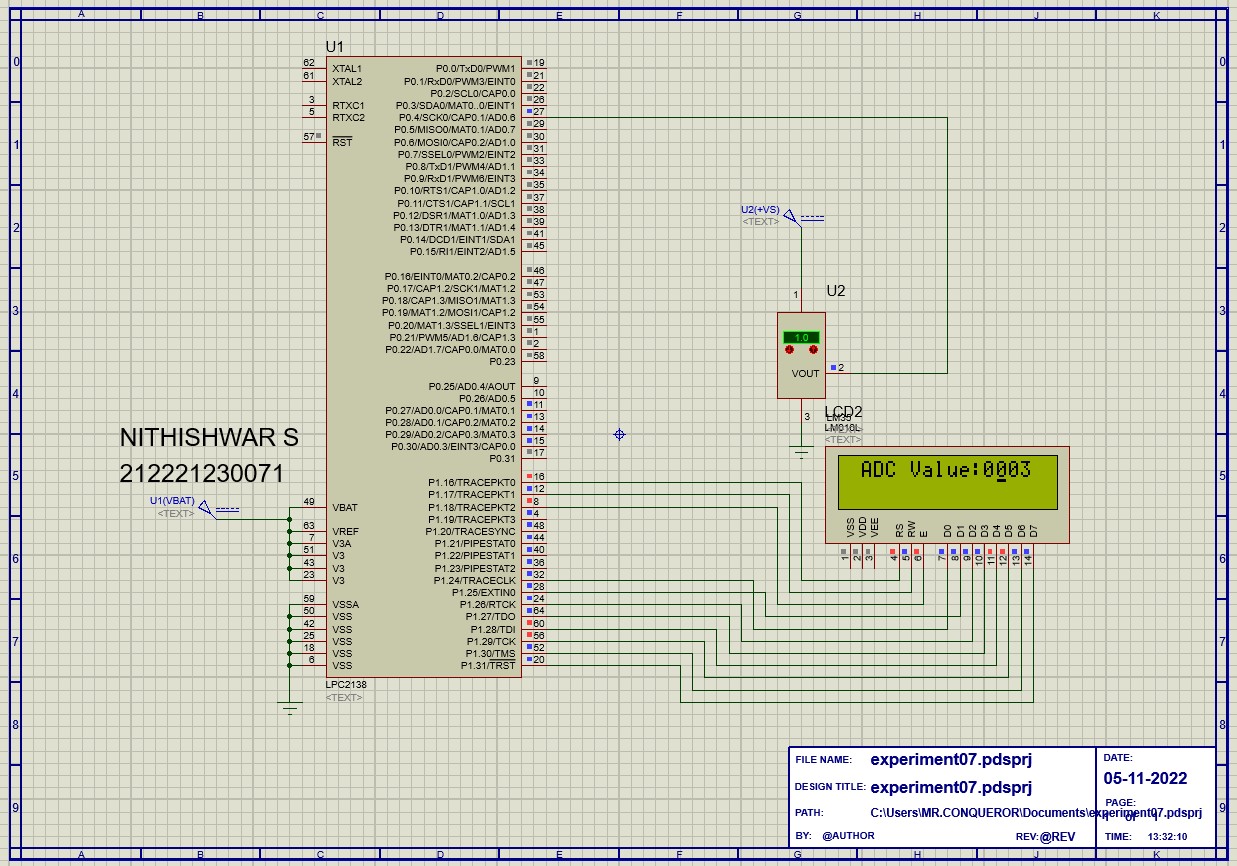 A B C D E F G H J K
0 0
1 1
2 2
3 3
4 4
5 5
6 6
7 7
8 8
9 9
U1
62 XTAL1 P0.0/TxD0/PWM1 19
61 XTAL2 P0.1/RxD0/PWM3/EINT0 21
P0.2/SCL0/CAP0.0 22
3 RTXC1 P0.3/SDA0/MAT0..0/EINT1 26
5 RTXC2 P0.4/SCK0/CAP0.1/AD0.6 27
P0.5/MISO0/MAT0.1/AD0.7 29
57 RST P0.6/MOSI0/CAP0.2/AD1.0 30
P0.7/SSEL0/PWM2/EINT2 31
P0.8/TxD1/PWM4/AD1.1 33
P0.9/RxD1/PWM6/EINT3 34
P0.10/RTS1/CAP1.0/AD1.2 35
P0.11/CTS1/CAP1.1/SCL1 37
P0.12/DSR1/MAT1.0/AD1.3 38
P0.13/DTR1/MAT1.1/AD1.4 39
P0.14/DCD1/EINT1/SDA1 41
P0.15/RI1/EINT2/AD1.5 45
P0.16/EINT0/MAT0.2/CAP0.2 46
P0.17/CAP1.2/SCK1/MAT1.2 47
P0.18/CAP1.3/MISO1/MAT1.3 53
P0.19/MAT1.2/MOSI1/CAP1.2 54
P0.20/MAT1.3/SSEL1/EINT3 55
P0.21/PWM5/AD1.6/CAP1.3 1
P0.22/AD1.7/CAP0.0/MAT0.0 2
P0.23 58
P0.25/AD0.4/AOUT 9
P0.26/AD0.5 10
P0.27/AD0.0/CAP0.1/MAT0.1 11
P0.28/AD0.1/CAP0.2/MAT0.2 13
P0.29/AD0.2/CAP0.3/MAT0.3 14
P0.30/AD0.3/EINT3/CAP0.0 15
P0.31 17
P1.16/TRACEPKT0 16
P1.17/TRACEPKT1 12
49 VBAT P1.18/TRACEPKT2 8
P1.19/TRACEPKT3 4
63 VREF P1.20/TRACESYNC 48
7 V3A P1.21/PIPESTAT0 44
51 V3 P1.22/PIPESTAT1 40
43 V3 P1.23/PIPESTAT2 36
23 V3 P1.24/TRACECLK 32
P1.25/EXTIN0 28
59 VSSA P1.26/RTCK 24
50 VSS P1.27/TDO 64
42 VSS P1.28/TDI 60
25 VSS P1.29/TCK 56
18 VSS P1.30/TMS 52
6 VSS P1.31/TRST 20
LPC2138
<TEXT>
NITHISHWAR S
212221230071
U1(VBAT)
<TEXT>
U2(+VS)
<TEXT>
1
U2
1.0
VOUT 2
3
LCD2
LM35
LM016L
<TEXT>
ADC Value:0003
VSS VDD VEE RS RW E D0 D1 D2 D3 D4 D5 D6 D7
1 2 3 4 5 6 7 8 9 10 11 12 13 14
FILE NAME: experiment07.pdsprj
DESIGN TITLE: experiment07.pdsprj
PATH: C:\Users\MR.CONQUEROR\Documents\experiment07.pdsprj
BY: @AUTHOR REV:@REV
DATE:
05-11-2022
PAGE:
TIME: 13:32:10
A B C D E F G H J K